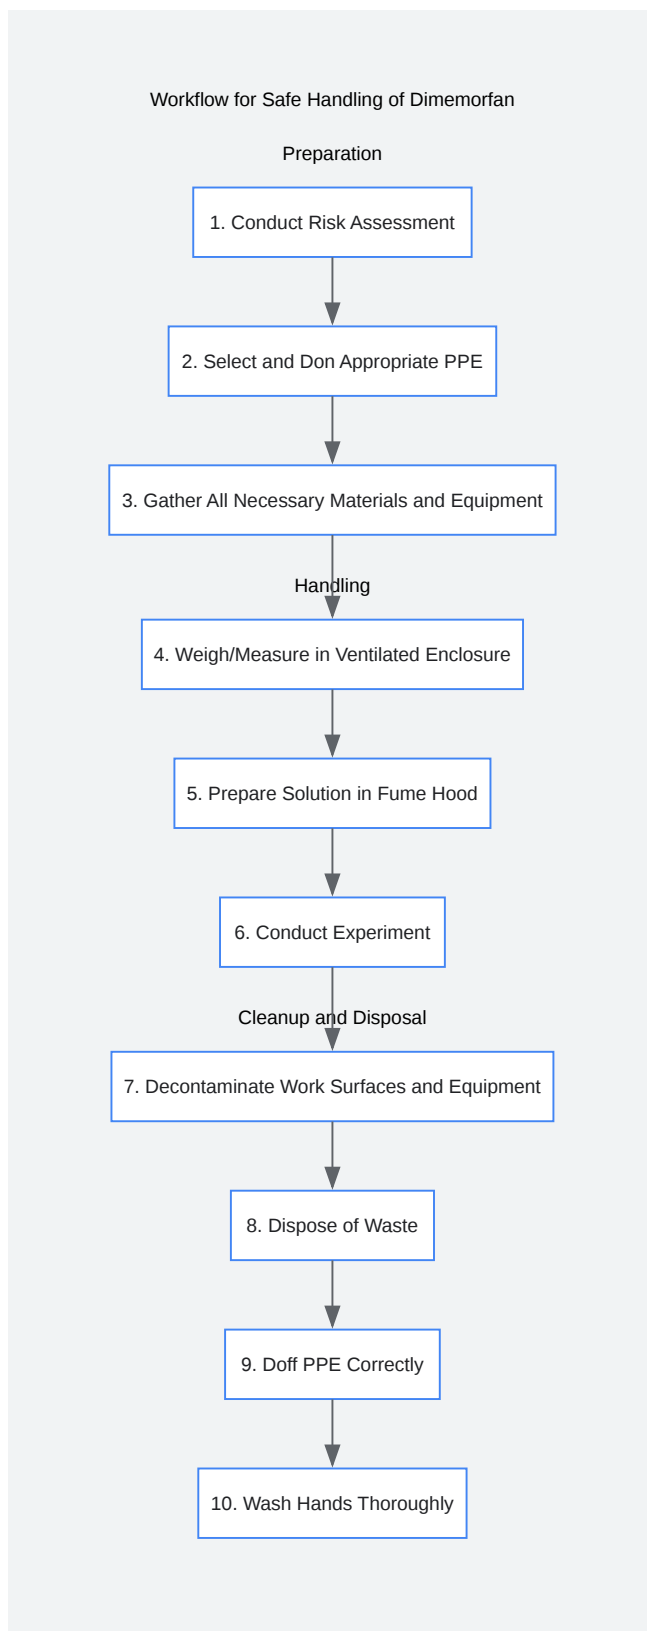 Workflow for Safe Handling of Dimemorfan
Preparation
1. Conduct Risk Assessment
2. Select and Don Appropriate PPE
3. Gather All Necessary Materials and Equipment
Handling
4. Weigh/Measure in Ventilated Enclosure
5. Prepare Solution in Fume Hood
6. Conduct Experiment
Cleanup and Disposal
7. Decontaminate Work Surfaces and Equipment
8. Dispose of Waste
9. Doff PPE Correctly
10. Wash Hands Thoroughly